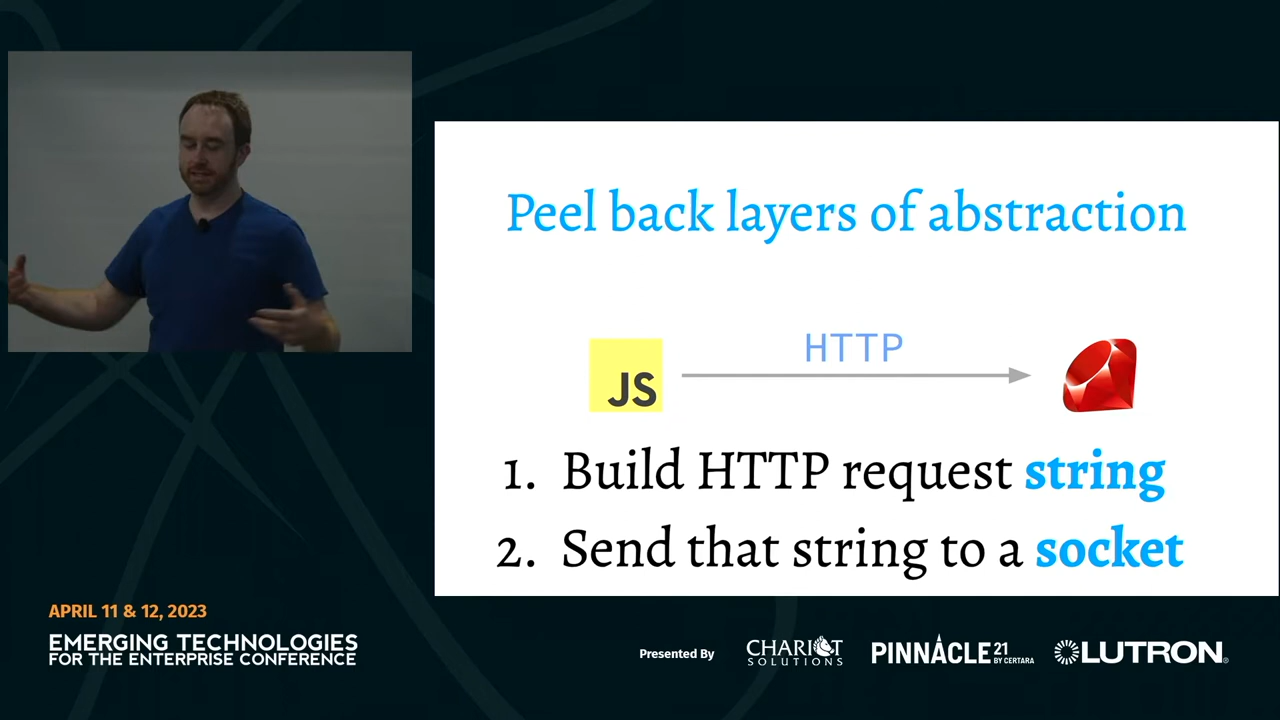 Peel back layers of abstraction
HTTP
JS
1. Build HTTP request string
2. Send that string to a socket
APRIL 11 & 12, 2023
EMERGING TECHNOLOGIES
FOR THE ENTERPRISE CONFERENCE
Presented By
CHARIOT
SOLUTIONS
PINNACLE 21
BY CERTARA
LUTRON